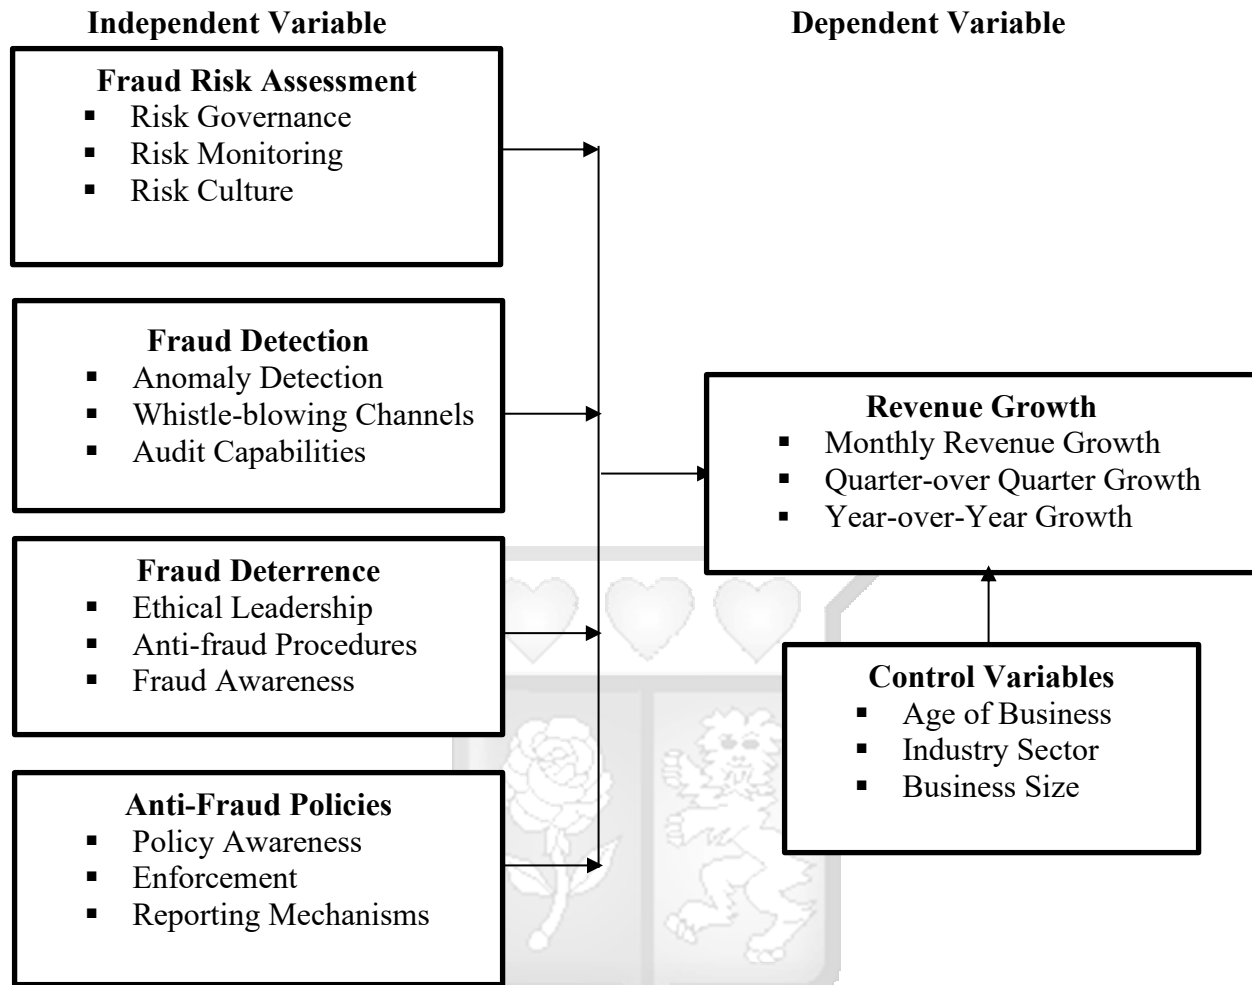 Independent Variable
Dependent Variable
Fraud Risk Assessment
▪ Risk Governance
▪ Risk Monitoring
▪ Risk Culture
Fraud Detection
▪ Anomaly Detection
▪ Whistle-blowing Channels
▪ Audit Capabilities
Fraud Deterrence
▪ Ethical Leadership
▪ Anti-fraud Procedures
▪ Fraud Awareness
Anti-Fraud Policies
▪ Policy Awareness
▪ Enforcement
▪ Reporting Mechanisms
Revenue Growth
▪ Monthly Revenue Growth
▪ Quarter-over Quarter Growth
▪ Year-over-Year Growth
Control Variables
▪ Age of Business
▪ Industry Sector
▪ Business Size